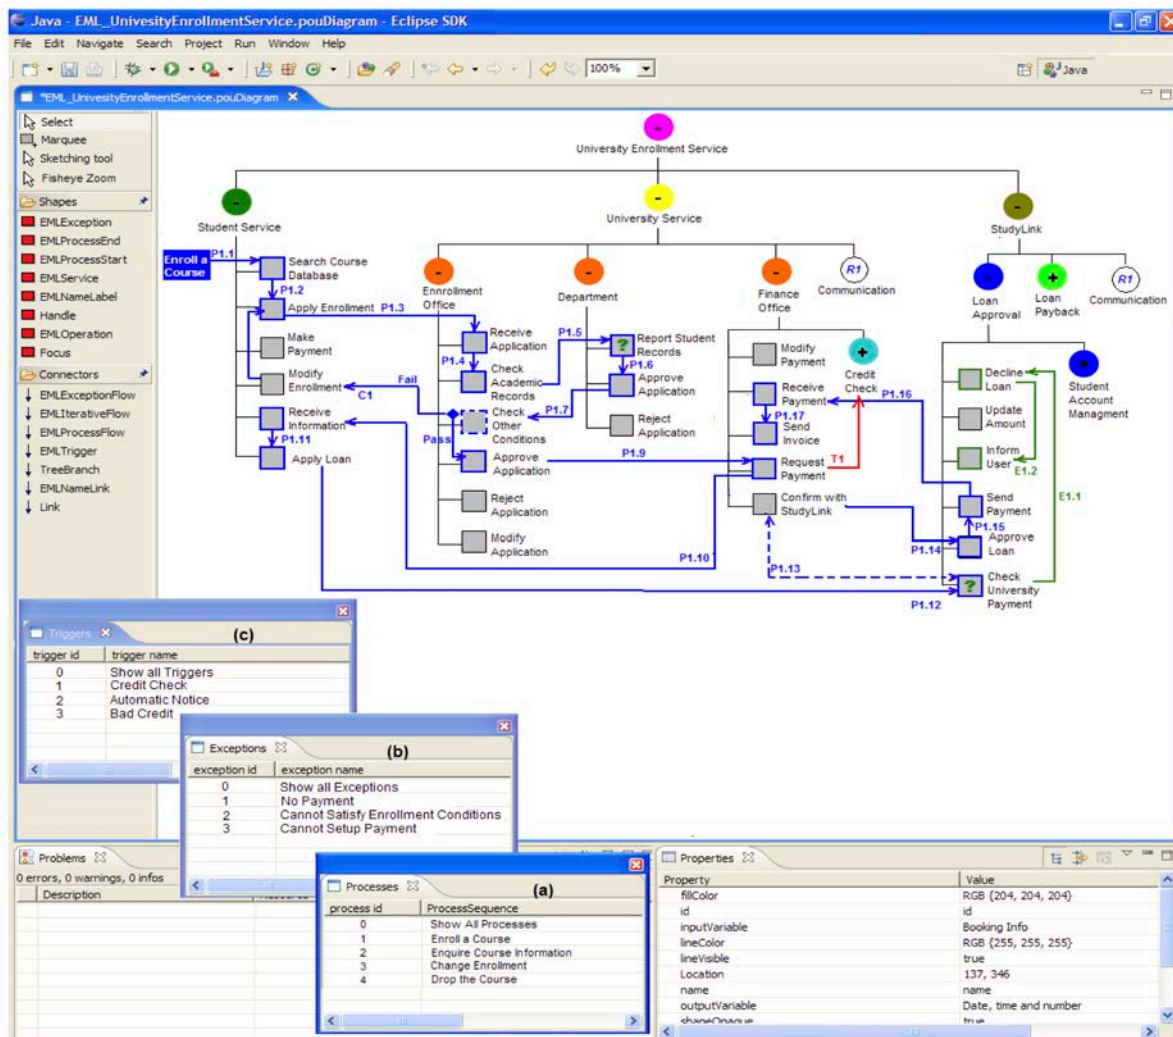 Java - EML_UnivesityEnrollmentService.pouDiagram - Eclipse SDK
File Edit Navigate Search Project Run Window Help
100%
Java
*EML_UnivesityEnrollmentService.pouDiagram
Select
Marquee
Sketching tool
Fisheye Zoom
Shapes
EMLException
EMLProcessEnd
EMLProcessStart
EMLService
EMLNameLabel
Handle
EMLOperation
Focus
Connectors
EMLExceptionFlow
EMLIterativeFlow
EMLProcessFlow
EMLTrigger
TreeBranch
EMLNameLink
Link
-
University Enrollment Service
-
Student Service
-
University Service
-
StudyLink
Enroll a
Course
P1.1
Search Course
Database
P1.2
Apply Enrollment
P1.3
Make
Payment
Modify
Enrollment
C1
Fail
Receive
Information
P1.11
Apply Loan
-
Ennrollment
Office
Receive
Application
P1.4
Check
Academic
Records
P1.5
Check
Other
Conditions
P1.7
Pass
Approve
Application
P1.9
Reject
Application
Modify
Application
-
Department
?
Report Student
Records
P1.6
Approve
Application
Reject
Application
-
Finance
Office
R1
Communication
Modify
Payment
+
Credit
Check
Receive
Payment
P1.16
P1.17
Send
Invoice
Request
Payment
T1
Confirm with
StudyLink
P1.10
P1.13
-
Loan
Approval
+
Loan
Payback
R1
Communication
Decline
Loan
+
Student
Account
Managment
Update
Amount
Inform
User
E1.2
E1.1
Send
Payment
P1.15
P1.14
Approve
Loan
?
Check
University
Payment
P1.12
Triggers
(c)
trigger id trigger name
0 Show all Triggers
1 Credit Check
2 Automatic Notice
3 Bad Credit
Exceptions
(b)
exception id exception name
0 Show all Exceptions
1 No Payment
2 Cannot Satisfy Enrollment Conditions
3 Cannot Setup Payment
Processes
(a)
process id ProcessSequence
0 Show All Processes
1 Enroll a Course
2 Enquire Course Information
3 Change Enrollment
4 Drop the Course
Problems
0 errors, 0 warnings, 0 infos
Description
Properties
Property Value
fillColor RGB {204, 204, 204}
id id
inputVariable Booking Info
lineColor RGB {255, 255, 255}
lineVisible true
Location 137, 346
name name
outputVariable Date, time and number
shapeOpaque true